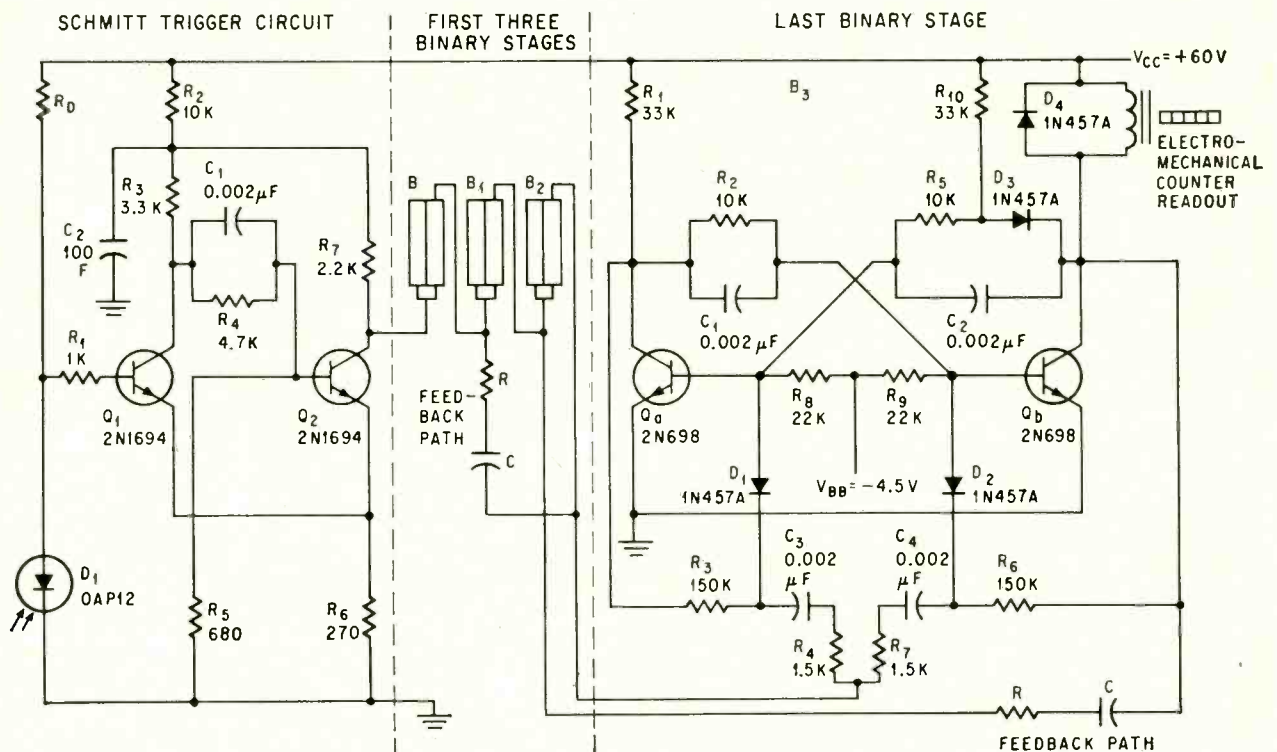 SCHMITT TRIGGER CIRCUIT
FIRST THREE
BINARY STAGES
LAST BINARY STAGE
VCC = +60V
RD
R2
10K
R3
3.3K
C1
0.002µF
C2
100
F
R4
4.7K
R7
2.2K
R1
1K
Q1
2N1694
Q2
2N1694
D1
OAP12
R5
680
R6
270
B
B1
B2
R
FEED-
BACK
PATH
C
R1
33K
B3
R10
33K
D4
1N457A
ELECTRO-
MECHANICAL
COUNTER
READOUT
R2
10K
R5
10K
D3
1N457A
C1
0.002µF
C2
0.002µF
Qa
2N698
R8
22K
R9
22K
Qb
2N698
D1
1N457A
VBB = -4.5V
D2
1N457A
R3
150K
C3
0.002
µF
C4
0.002
µF
R6
150K
R4
1.5K
R7
1.5K
R
C
FEEDBACK PATH